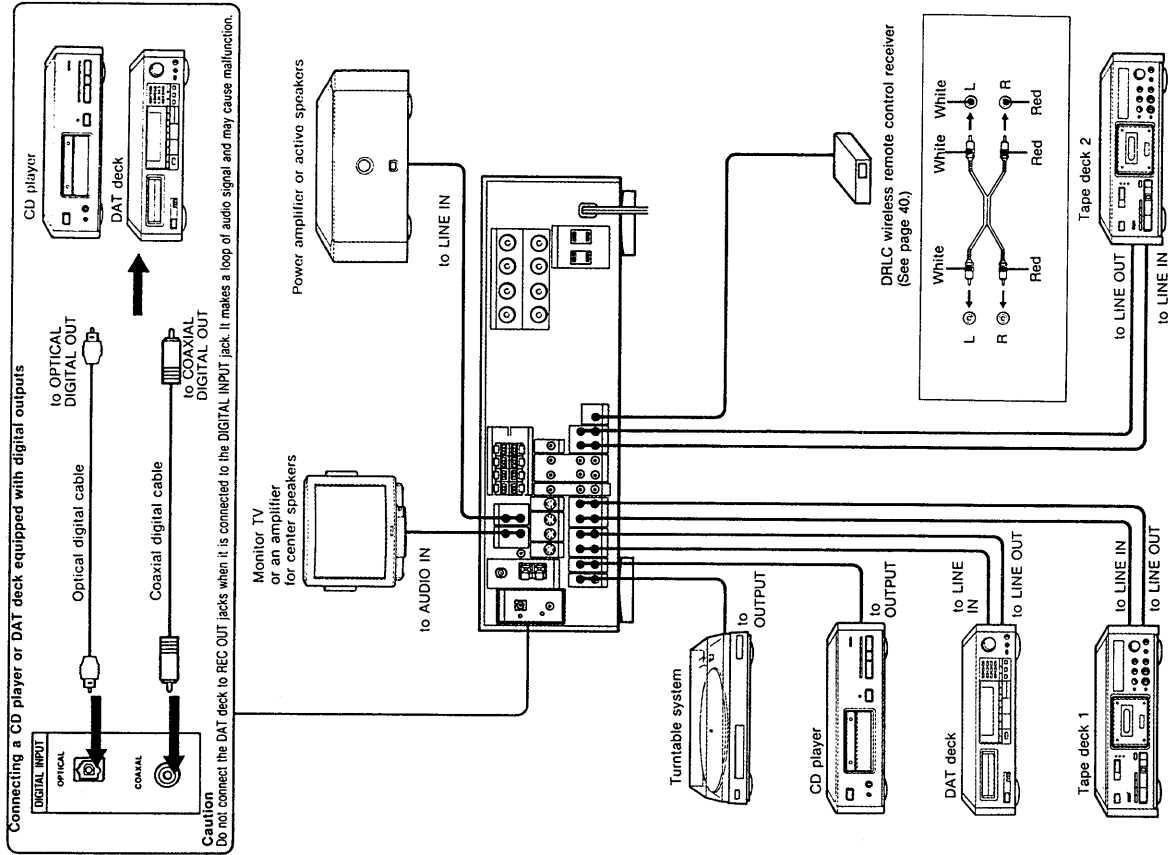 Connecting a CD player or DAT deck equipped with digital outputs
DIGITAL INPUT
OPTICAL
COAXIAL
Optical digital cable
to OPTICAL
DIGITAL OUT
Coaxial digital cable
to COAXIAL
DIGITAL OUT
CD player
DAT deck
Caution
Do not connect the DAT deck to REC OUT jacks when it is connected to the DIGITAL INPUT jack. It makes a loop of audio signal and may cause malfunction.
Monitor TV
or an amplifier
for center speakers
to AUDIO IN
Power amplifier or active speakers
to LINE IN
Turntable system
to
OUTPUT
CD player
to
OUTPUT
DAT deck
to LINE
IN
to LINE OUT
Tape deck 1
to LINE IN
to LINE OUT
DRLC wireless remote control receiver
(See page 40.)
White
White
White
L
L
R
R
Red
Red
Red
Tape deck 2
to LINE OUT
to LINE IN